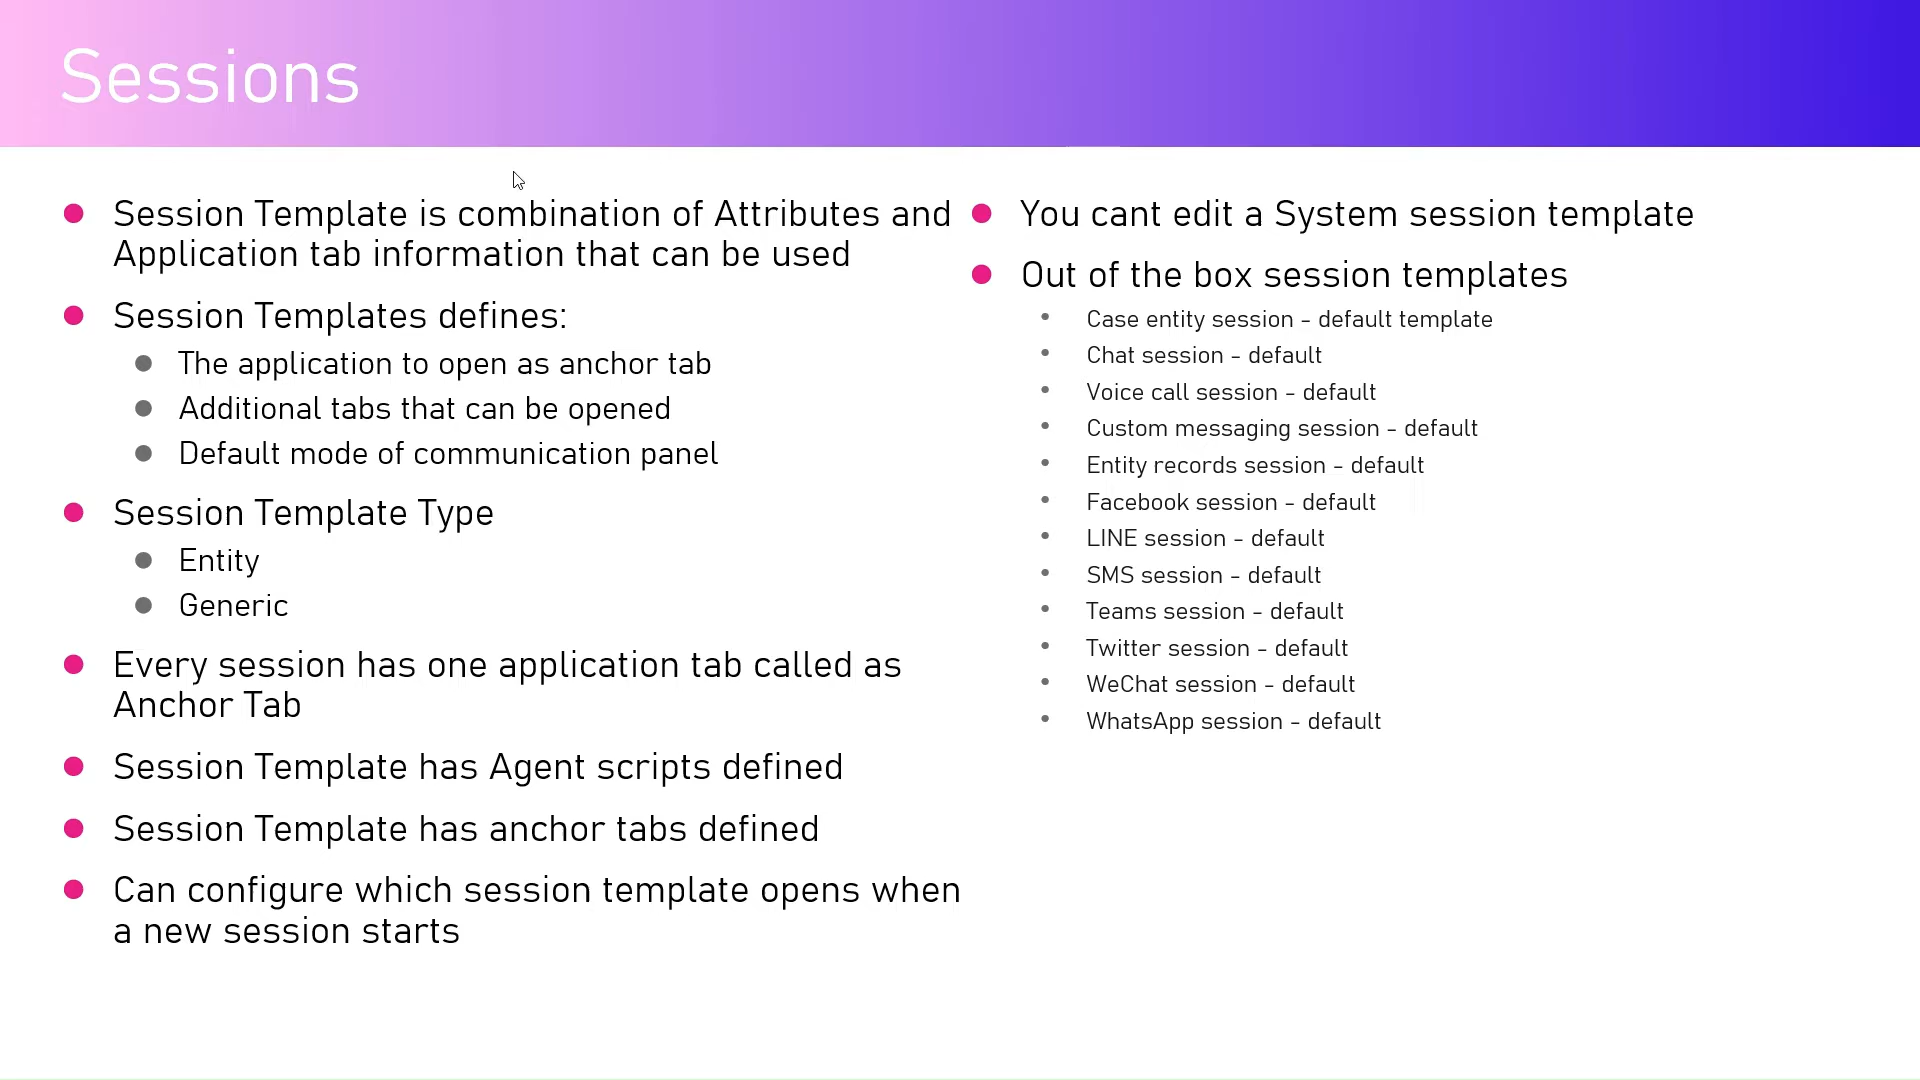 Sessions
Session Template is combination of Attributes and
Application tab information that can be used
Session Templates defines:
The application to open as anchor tab
Additional tabs that can be opened
Default mode of communication panel
Session Template Type
Entity
Generic
Every session has one application tab called as
Anchor Tab
Session Template has Agent scripts defined
Session Template has anchor tabs defined
Can configure which session template opens when
a new session starts
You cant edit a System session template
Out of the box session templates
Case entity session - default template
Chat session - default
Voice call session - default
Custom messaging session - default
Entity records session - default
Facebook session - default
LINE session - default
SMS session - default
Teams session - default
Twitter session - default
WeChat session - default
WhatsApp session - default